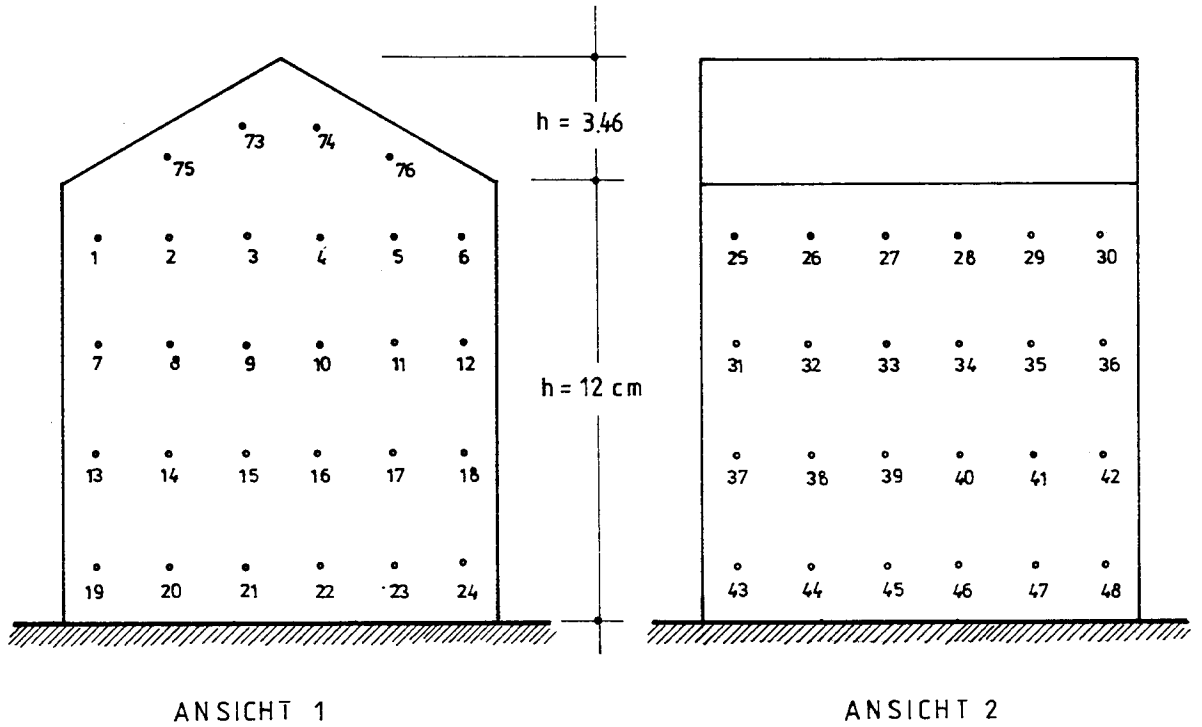 73 74
75 76
h = 3.46
1 2 3 4 5 6
25 26 27 28 29 30
7 8 9 10 11 12
31 32 33 34 35 36
h = 12 cm
13 14 15 16 17 18
37 38 39 40 41 42
19 20 21 22 23 24
43 44 45 46 47 48
ANSICHT 1
ANSICHT 2